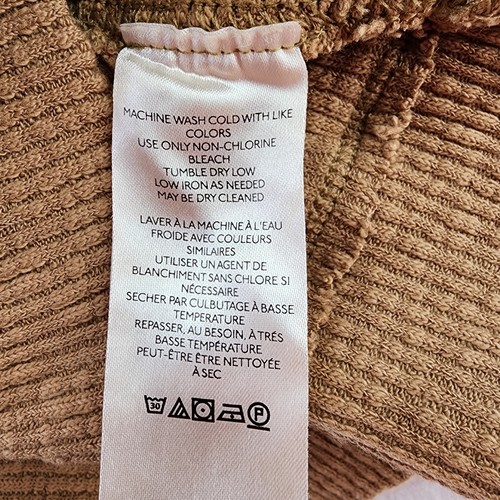 MACHINE WASH COLD WITH LIKE
COLORS
USE ONLY NON-CHLORINE
BLEACH
TUMBLE DRY LOW
LOW IRON AS NEEDED
MAY BE DRY CLEANED
LAVER À LA MACHINE À L'EAU
FROIDE AVEC COULEURS
SIMILAIRES
UTILISER UN AGENT DE
BLANCHIMENT SANS CHLORE SI
NÉCESSAIRE
SECHER PAR CULBUTAGE À BASSE
TEMPERATURE
REPASSER, AU BESOIN, À TRÉS
BASSE TEMPÉRATURE
PEUT-ÊTRE ÊTRE NETTOYÉE
À SEC
30 P